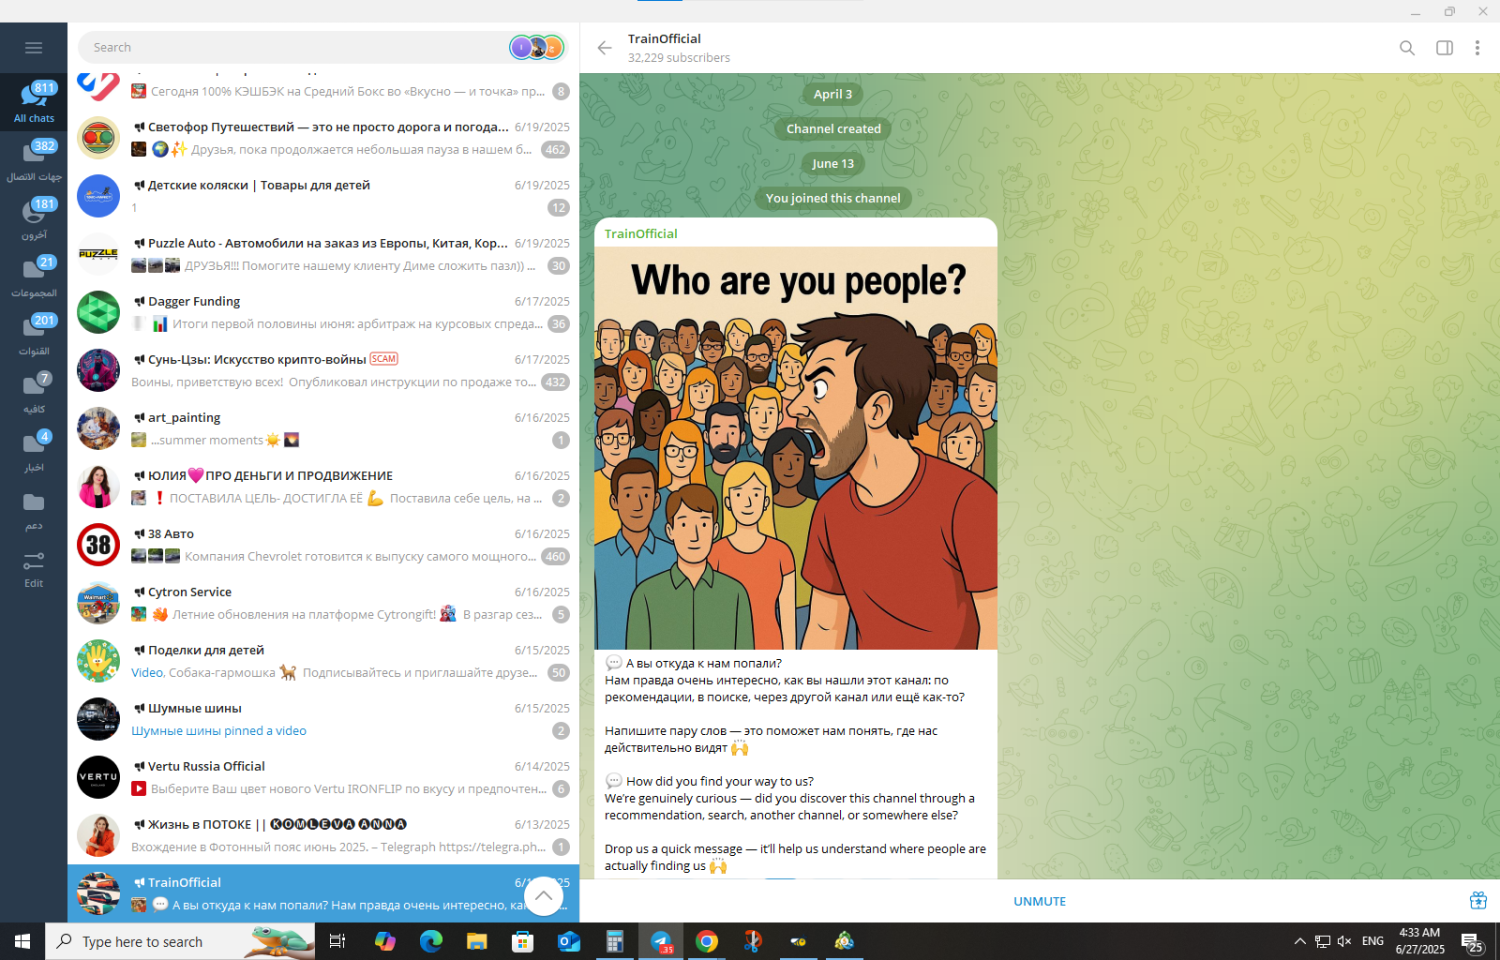 Search
811
All chats
382
جهات الاتصال
181
آخرون
21
المجموعات
201
القنوات
7
كافيه
4
اخبار
دعم
Edit
Сегодня 100% КЭШБЭК на Средний Бокс во «Вкусно — и точка» пр...
8
Светофор Путешествий — это не просто дорога и погода...
6/19/2025
Друзья, пока продолжается небольшая пауза в нашем б...
462
Детские коляски | Товары для детей
6/19/2025
1
12
PUZZLE
Puzzle Auto - Автомобили на заказ из Европы, Китая, Кор...
6/19/2025
ДРУЗЬЯ!!! Помогите нашему клиенту Диме сложить пазл)) ...
30
Dagger Funding
6/17/2025
Итоги первой половины июня: арбитраж на курсовых спреда...
36
Сунь-Цзы: Искусство крипто-войны SCAM
6/17/2025
Воины, приветствую всех! Опубликовал инструкции по продаже то...
432
art_painting
6/16/2025
...summer moments
1
ЮЛИЯ💗ПРО ДЕНЬГИ И ПРОДВИЖЕНИЕ
6/16/2025
❗ ПОСТАВИЛА ЦЕЛЬ- ДОСТИГЛА ЕЁ 💪 Поставила себе цель, на ...
2
38
38 Авто
6/16/2025
Компания Chevrolet готовится к выпуску самого мощного...
460
Walmart
Cytron Service
6/16/2025
Летние обновления на платформе Cytrongift! В разгар сез...
5
Поделки для детей
6/15/2025
Video, Собака-гармошка 🐕 Подписывайтесь и приглашайте друзе...
50
Шумные шины
6/15/2025
Шумные шины pinned a video
2
VERTU
Vertu Russia Official
6/14/2025
Выберите Ваш цвет нового Vertu IRONFLIP по вкусу и предпочтен...
6
Жизнь в ПОТОКЕ || 🅚🅞🅜🅛🅔🅥🅐 🅐🅝🅝🅐
6/13/2025
Вхождение в Фотонный пояс июнь 2025. – Telegraph https://telegra.ph...
1
TrainOfficial
💬 А вы откуда к нам попали? Нам правда очень интересно,
TrainOfficial
32,229 subscribers
April 3
Channel created
June 13
You joined this channel
TrainOfficial
Who are you people?
💬 А вы откуда к нам попали?
Нам правда очень интересно, как вы нашли этот канал: по
рекомендации, в поиске, через другой канал или ещё как-то?
Напишите пару слов — это поможет нам понять, где нас
действительно видят 🙌
💬 How did you find your way to us?
We’re genuinely curious — did you discover this channel through a
recommendation, search, another channel, or somewhere else?
Drop us a quick message — it’ll help us understand where people are
actually finding us 🙌
UNMUTE
Type here to search
35
ENG
4:33 AM
6/27/2025
25